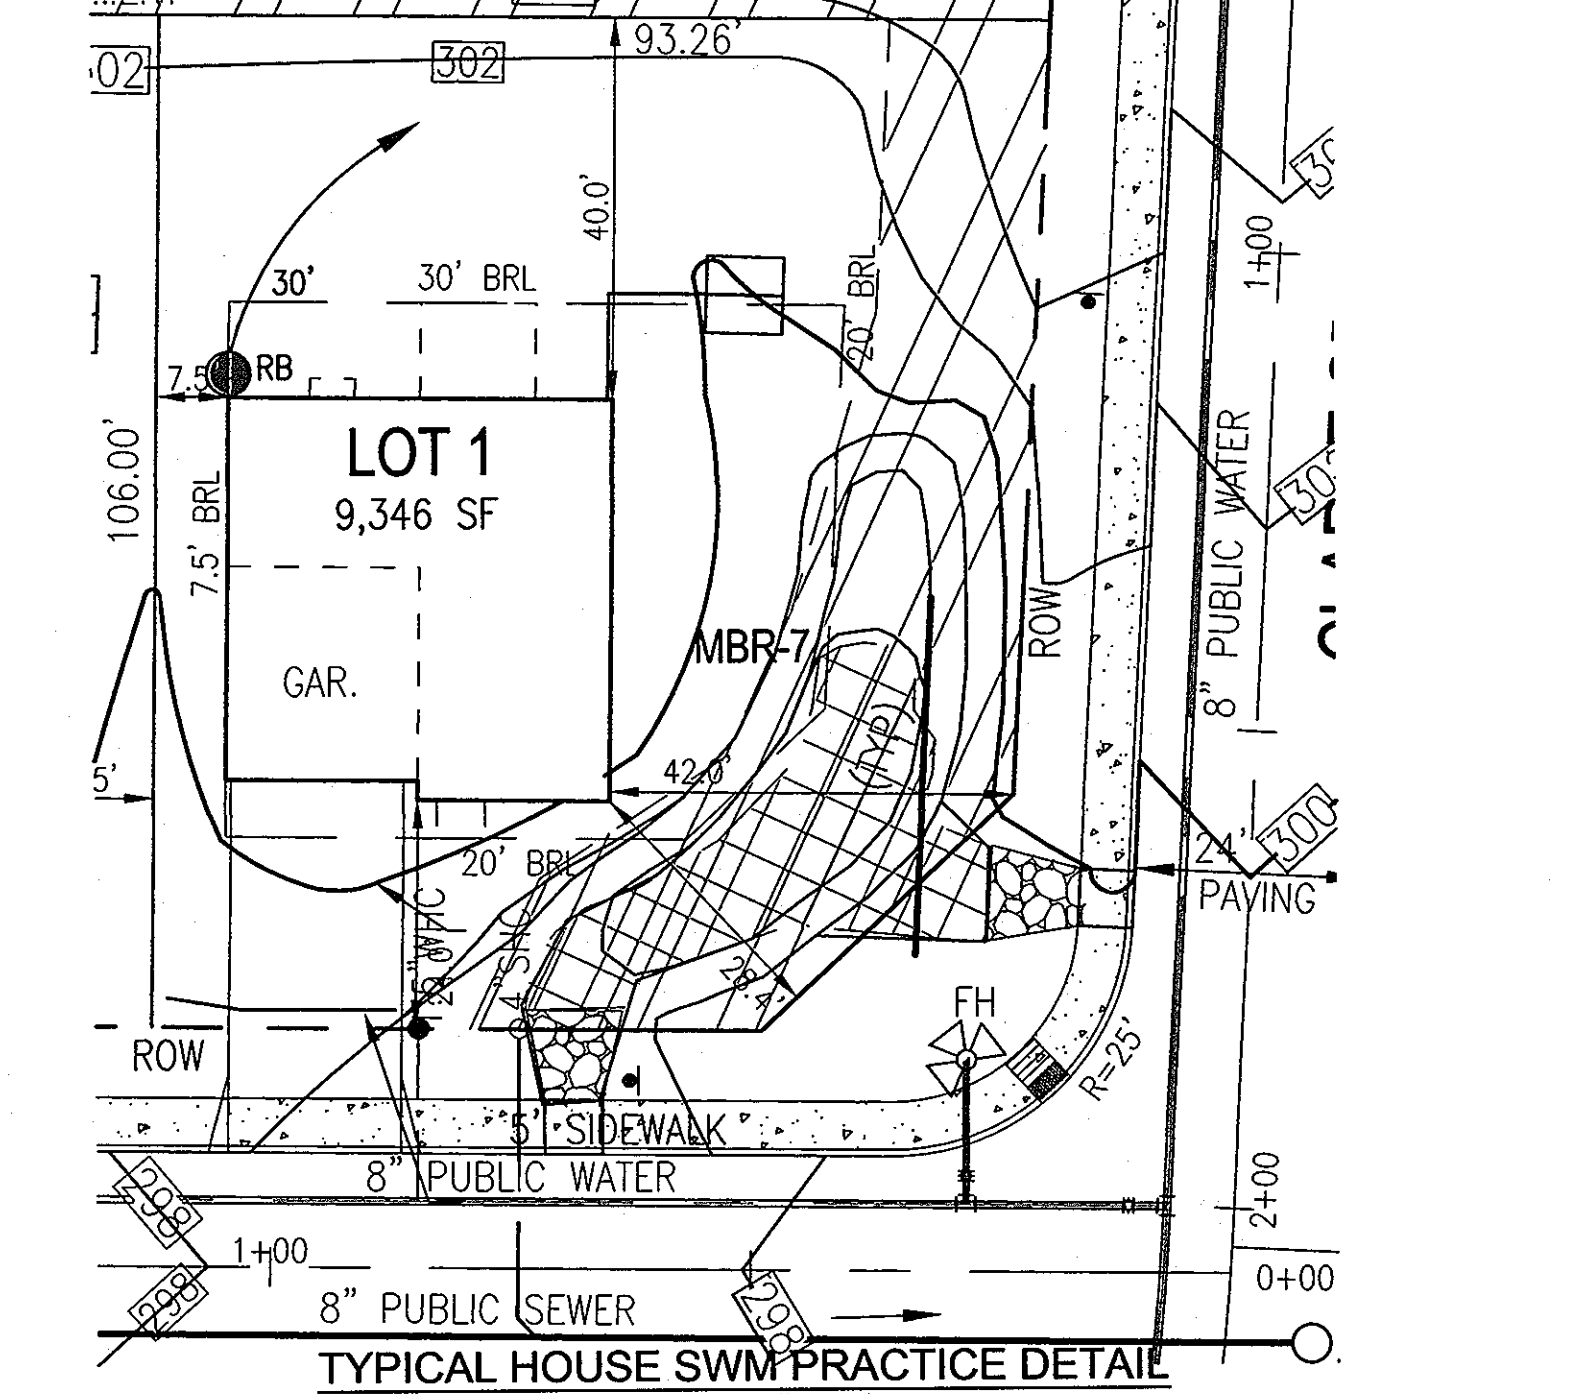 93.26'
302
02
40.0'
30'
30' BRL
20' BRL
1+00
RB
7.5
LOT 1
9,346 SF
106.00'
7.5' BRL
8" PUBLIC WATER
ROW
MBR-7
GAR.
(TYP)
5'
42.0'
20' BRL
24'
300
PAVING
28.4'
FH
ROW
R=25'
5' SIDEWALK
8" PUBLIC WATER
298
2+00
1+00
0+00
298
8" PUBLIC SEWER
298
TYPICAL HOUSE SWM PRACTICE DETAIL